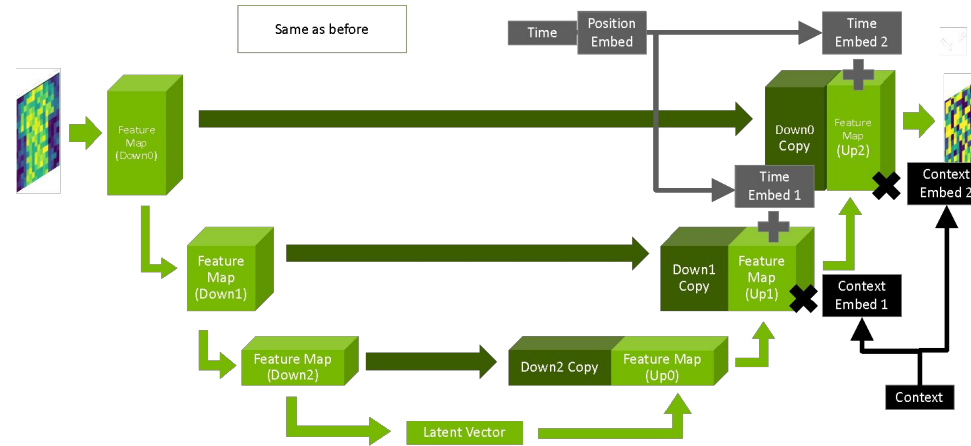 Same as before
Time
Position
Embed
Time
Embed 2
Feature
Map
(Down0)
Down0
Copy
Feature
Map
(Up2)
Time
Embed 1
Context
Embed 2
Feature
Map
(Down1)
Down1
Copy
Feature
Map
(Up1)
Context
Embed 1
Feature Map
(Down2)
Down2 Copy
Feature Map
(Up0)
Context
Latent Vector